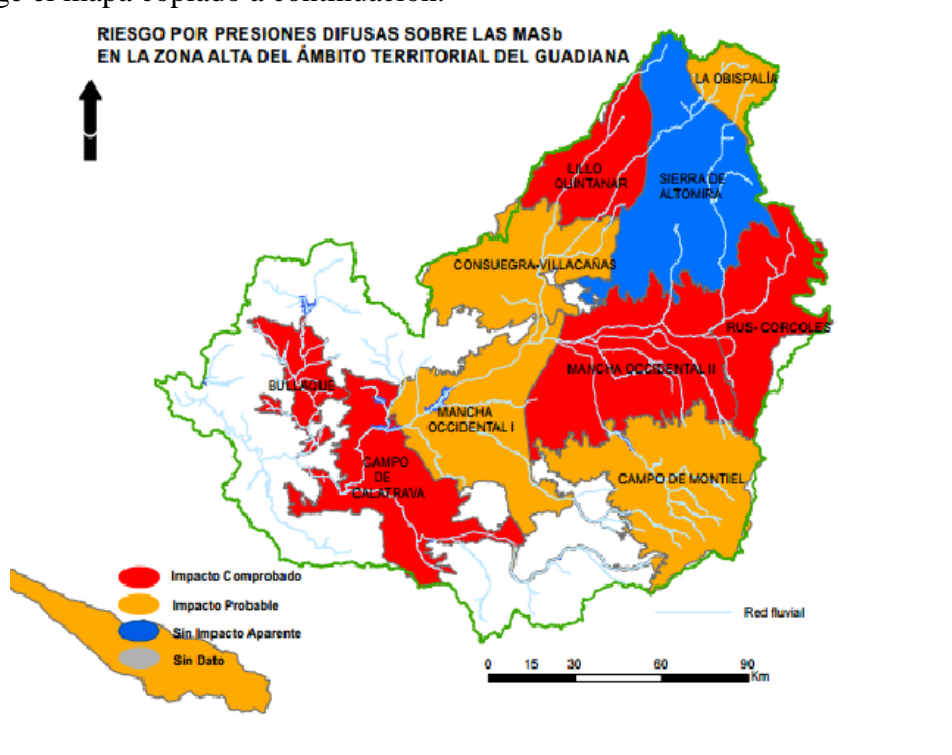 ge el mapa copiado a continuación:
RIESGO POR PRESIONES DIFUSAS SOBRE LAS MASb
EN LA ZONA ALTA DEL ÁMBITO TERRITORIAL DEL GUADIANA
LA OBISPALÍA
LILLO
QUINTANAR
SIERRA DE
ALTOMIRA
CONSUEGRA-VILLACAÑAS
RUS- CORCOLES
MANCHA OCCIDENTAL II
BULLAQUE
MANCHA
OCCIDENTAL I
CAMPO
DE
CALATRAVA
CAMPO DE MONTIEL
Impacto Comprobado
Impacto Probable
Sin Impacto Aparente
Sin Dato
Red fluvial
0 15 30 60 90
Km